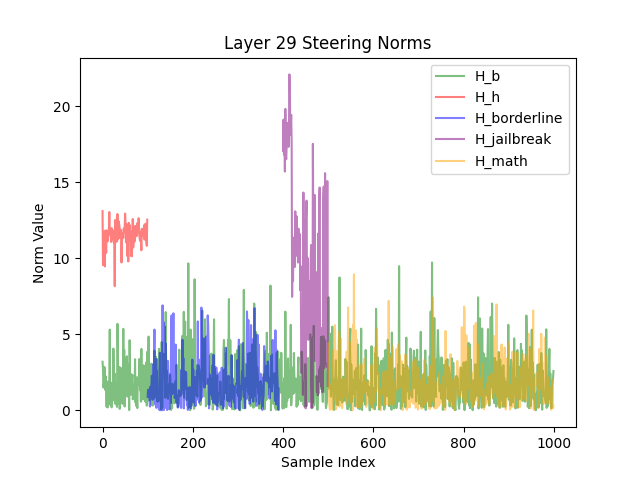 Layer 29 Steering Norms
H_b
H_h
H_borderline
H_jailbreak
H_math
Norm Value
20
15
10
5
0
0 200 400 600 800 1000
Sample Index